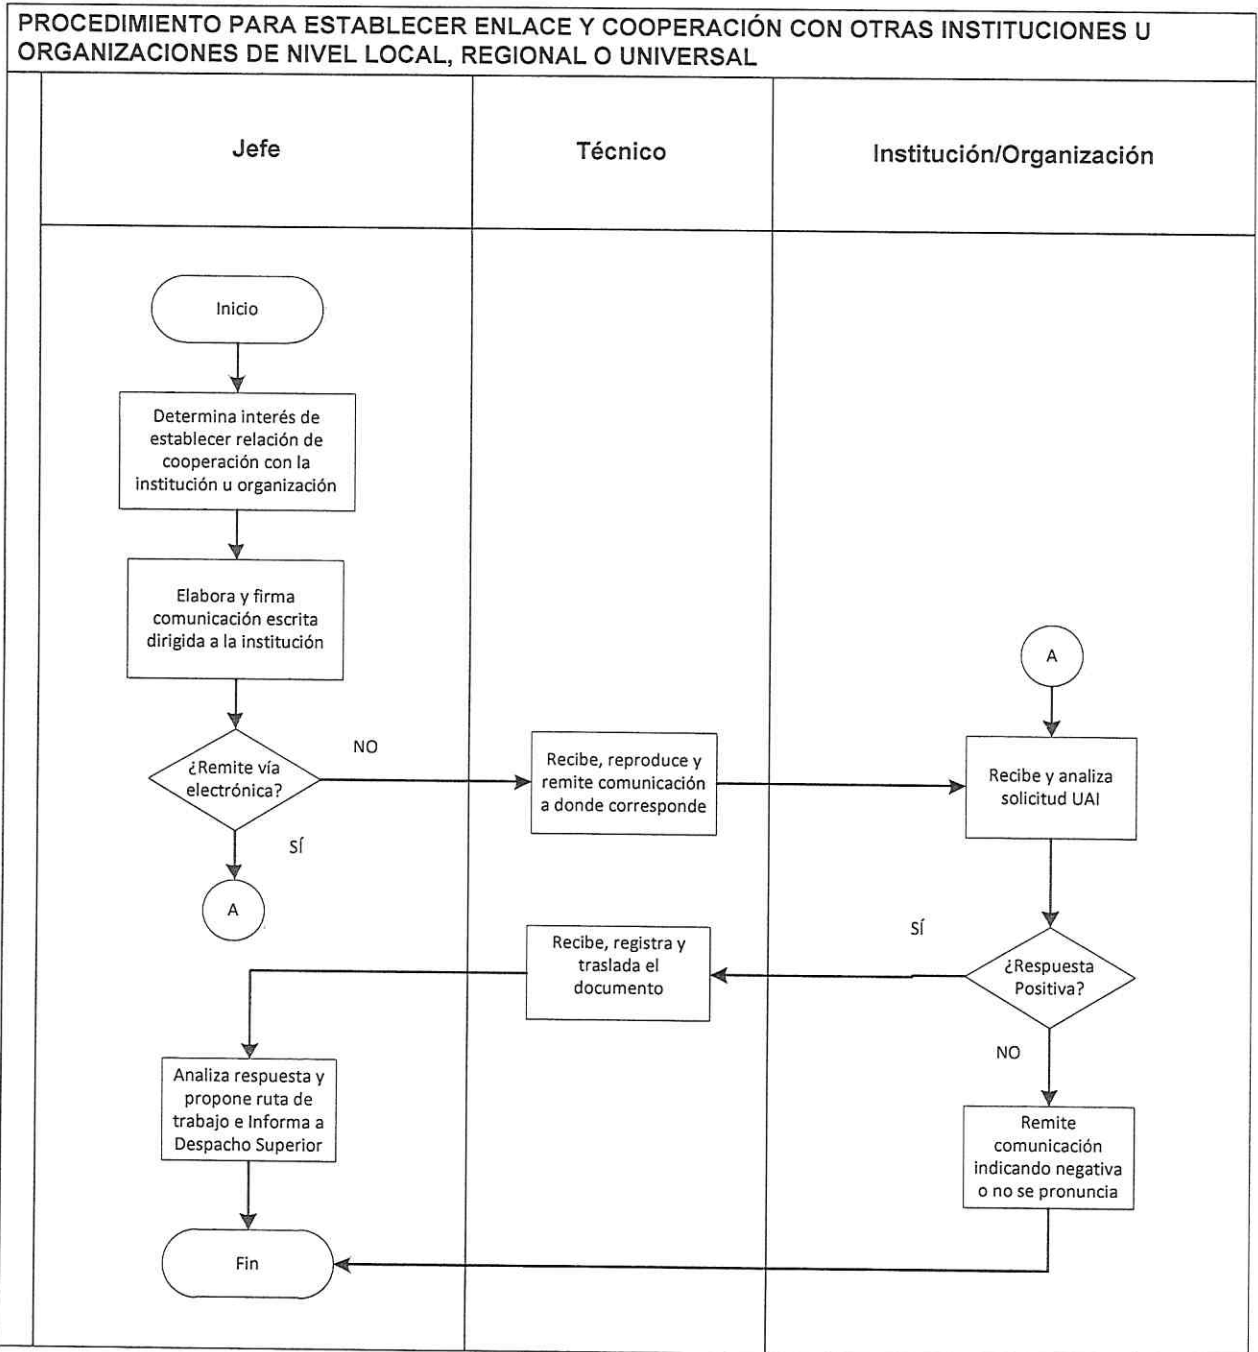 PROCEDIMIENTO PARA ESTABLECER ENLACE Y COOPERACIÓN CON OTRAS INSTITUCIONES U
ORGANIZACIONES DE NIVEL LOCAL, REGIONAL O UNIVERSAL
Jefe
Técnico
Institución/Organización
Inicio
Determina interés de
establecer relación de
cooperación con la
institución u organización
Elabora y firma
comunicación escrita
dirigida a la institución
¿Remite vía
electrónica?
NO
SÍ
A
Recibe, reproduce y
remite comunicación
a donde corresponde
A
Recibe y analiza
solicitud UAI
¿Respuesta
Positiva?
SÍ
NO
Recibe, registra y
traslada el
documento
Analiza respuesta y
propone ruta de
trabajo e Informa a
Despacho Superior
Remite
comunicación
indicando negativa
o no se pronuncia
Fin